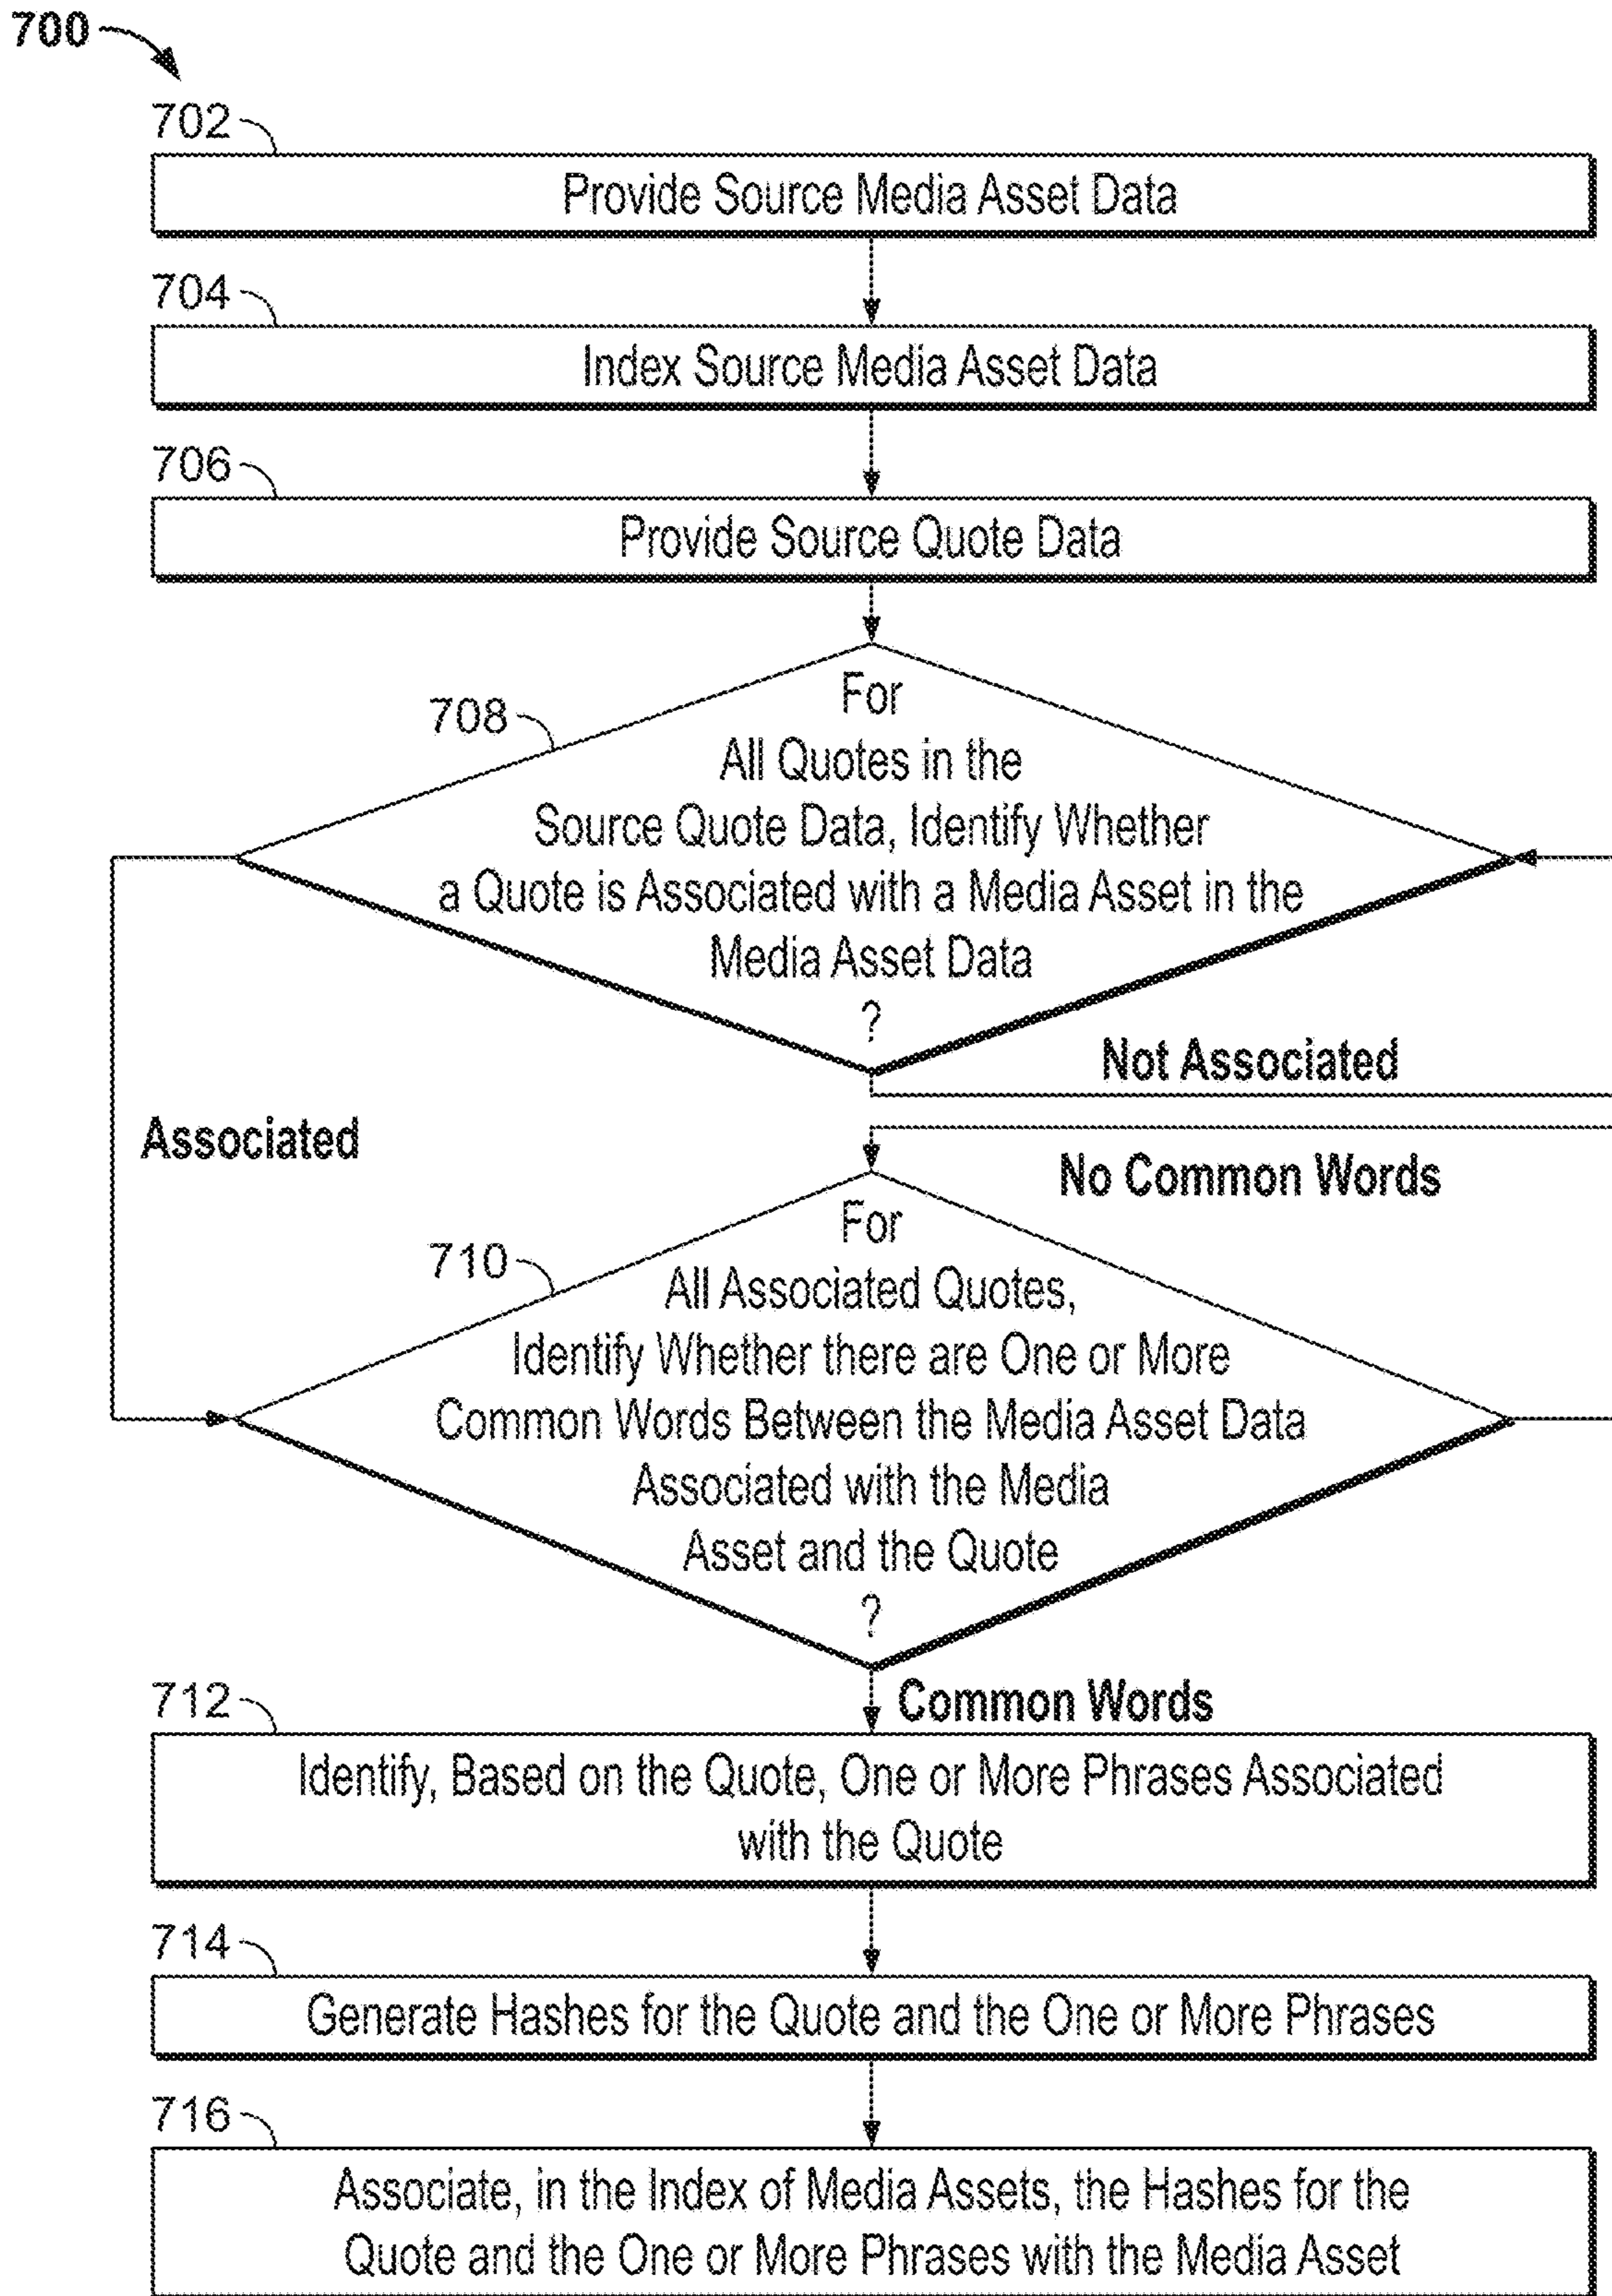 700
702
Provide Source Media Asset Data
704
Index Source Media Asset Data
706
Provide Source Quote Data
708
For
All Quotes in the
Source Quote Data, Identify Whether
a Quote is Associated with a Media Asset in the
Media Asset Data
?
Not Associated
Associated
No Common Words
710
For
All Associated Quotes,
Identify Whether there are One or More
Common Words Between the Media Asset Data
Associated with the Media
Asset and the Quote
?
Common Words
712
Identify, Based on the Quote, One or More Phrases Associated
with the Quote
714
Generate Hashes for the Quote and the One or More Phrases
716
Associate, in the Index of Media Assets, the Hashes for the
Quote and the One or More Phrases with the Media Asset